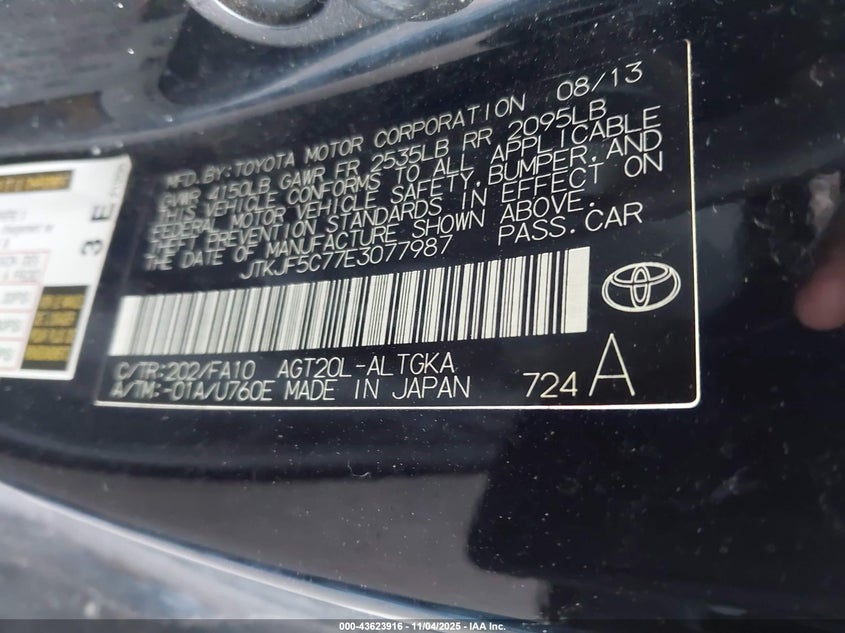 MFD.BY:TOYOTA MOTOR CORPORATION 08/13
GVWR 4150LB GAWR FR 2535LB RR 2095LB
THIS VEHICLE CONFORMS TO ALL APPLICABLE
FEDERAL MOTOR VEHICLE SAFETY,BUMPER,AND
THEFT PREVENTION STANDARDS IN EFFECT ON
THE DATE OF MANUFACTURE SHOWN ABOVE.
JTKJF5C77E3077987 PASS.CAR
C/TR:202/FA10 AGT20L-ALTGKA
A/TM:-01A/U760E MADE IN JAPAN 724A
3 E
000-43623916 - 11/04/2025 - IAA Inc.